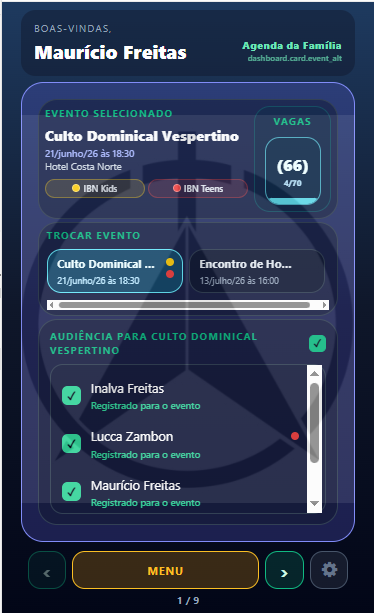 BOAS-VINDAS,
Maurício Freitas
Agenda da Família
dashboard.card.event_alt
EVENTO SELECIONADO
Culto Dominical Vespertino
21/junho/26 às 18:30
Hotel Costa Norte
IBN Kids
IBN Teens
VAGAS
(66)
4/70
TROCAR EVENTO
Culto Dominical ...
21/junho/26 às 18:30
Encontro de Ho...
13/julho/26 às 16:00
AUDIÊNCIA PARA CULTO DOMINICAL
VESPERTINO
Inalva Freitas
Registrado para o evento
Lucca Zambon
Registrado para o evento
Maurício Freitas
Registrado para o evento
‹
MENU
›
1 / 9